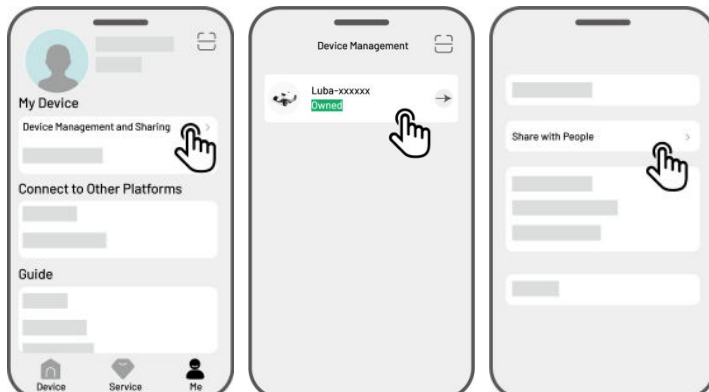 My Device
Device Management and Sharing
Connect to Other Platforms
Guide
Device Service Me
Device Management
Luba-xxxxxx
Owned
Share with People